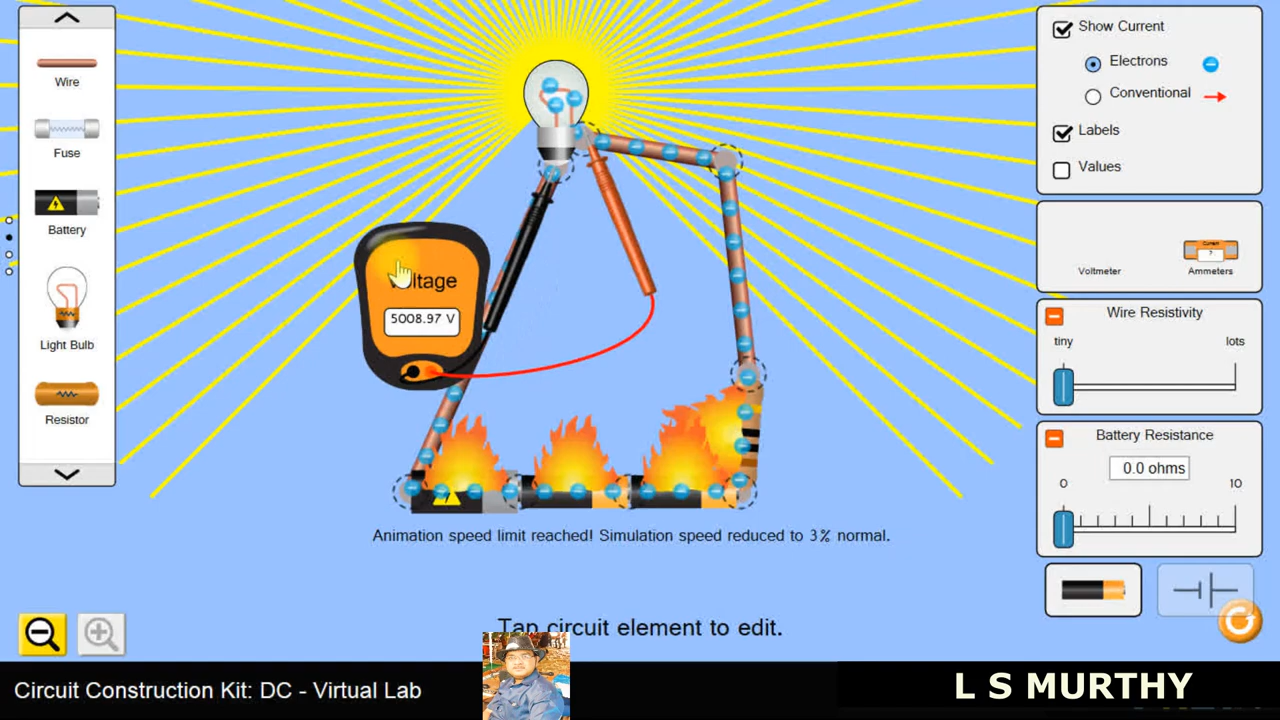 Wire
Fuse
Battery
Light Bulb
Resistor
ltage
5008.97 V
Animation speed limit reached! Simulation speed reduced to 3% normal.
Tap circuit element to edit.
Show Current
Electrons
Conventional
Labels
Values
Voltmeter
Current
?
Ammeters
Wire Resistivity
tiny
lots
Battery Resistance
0.0 ohms
0
10
Circuit Construction Kit: DC - Virtual Lab
L S MURTHY